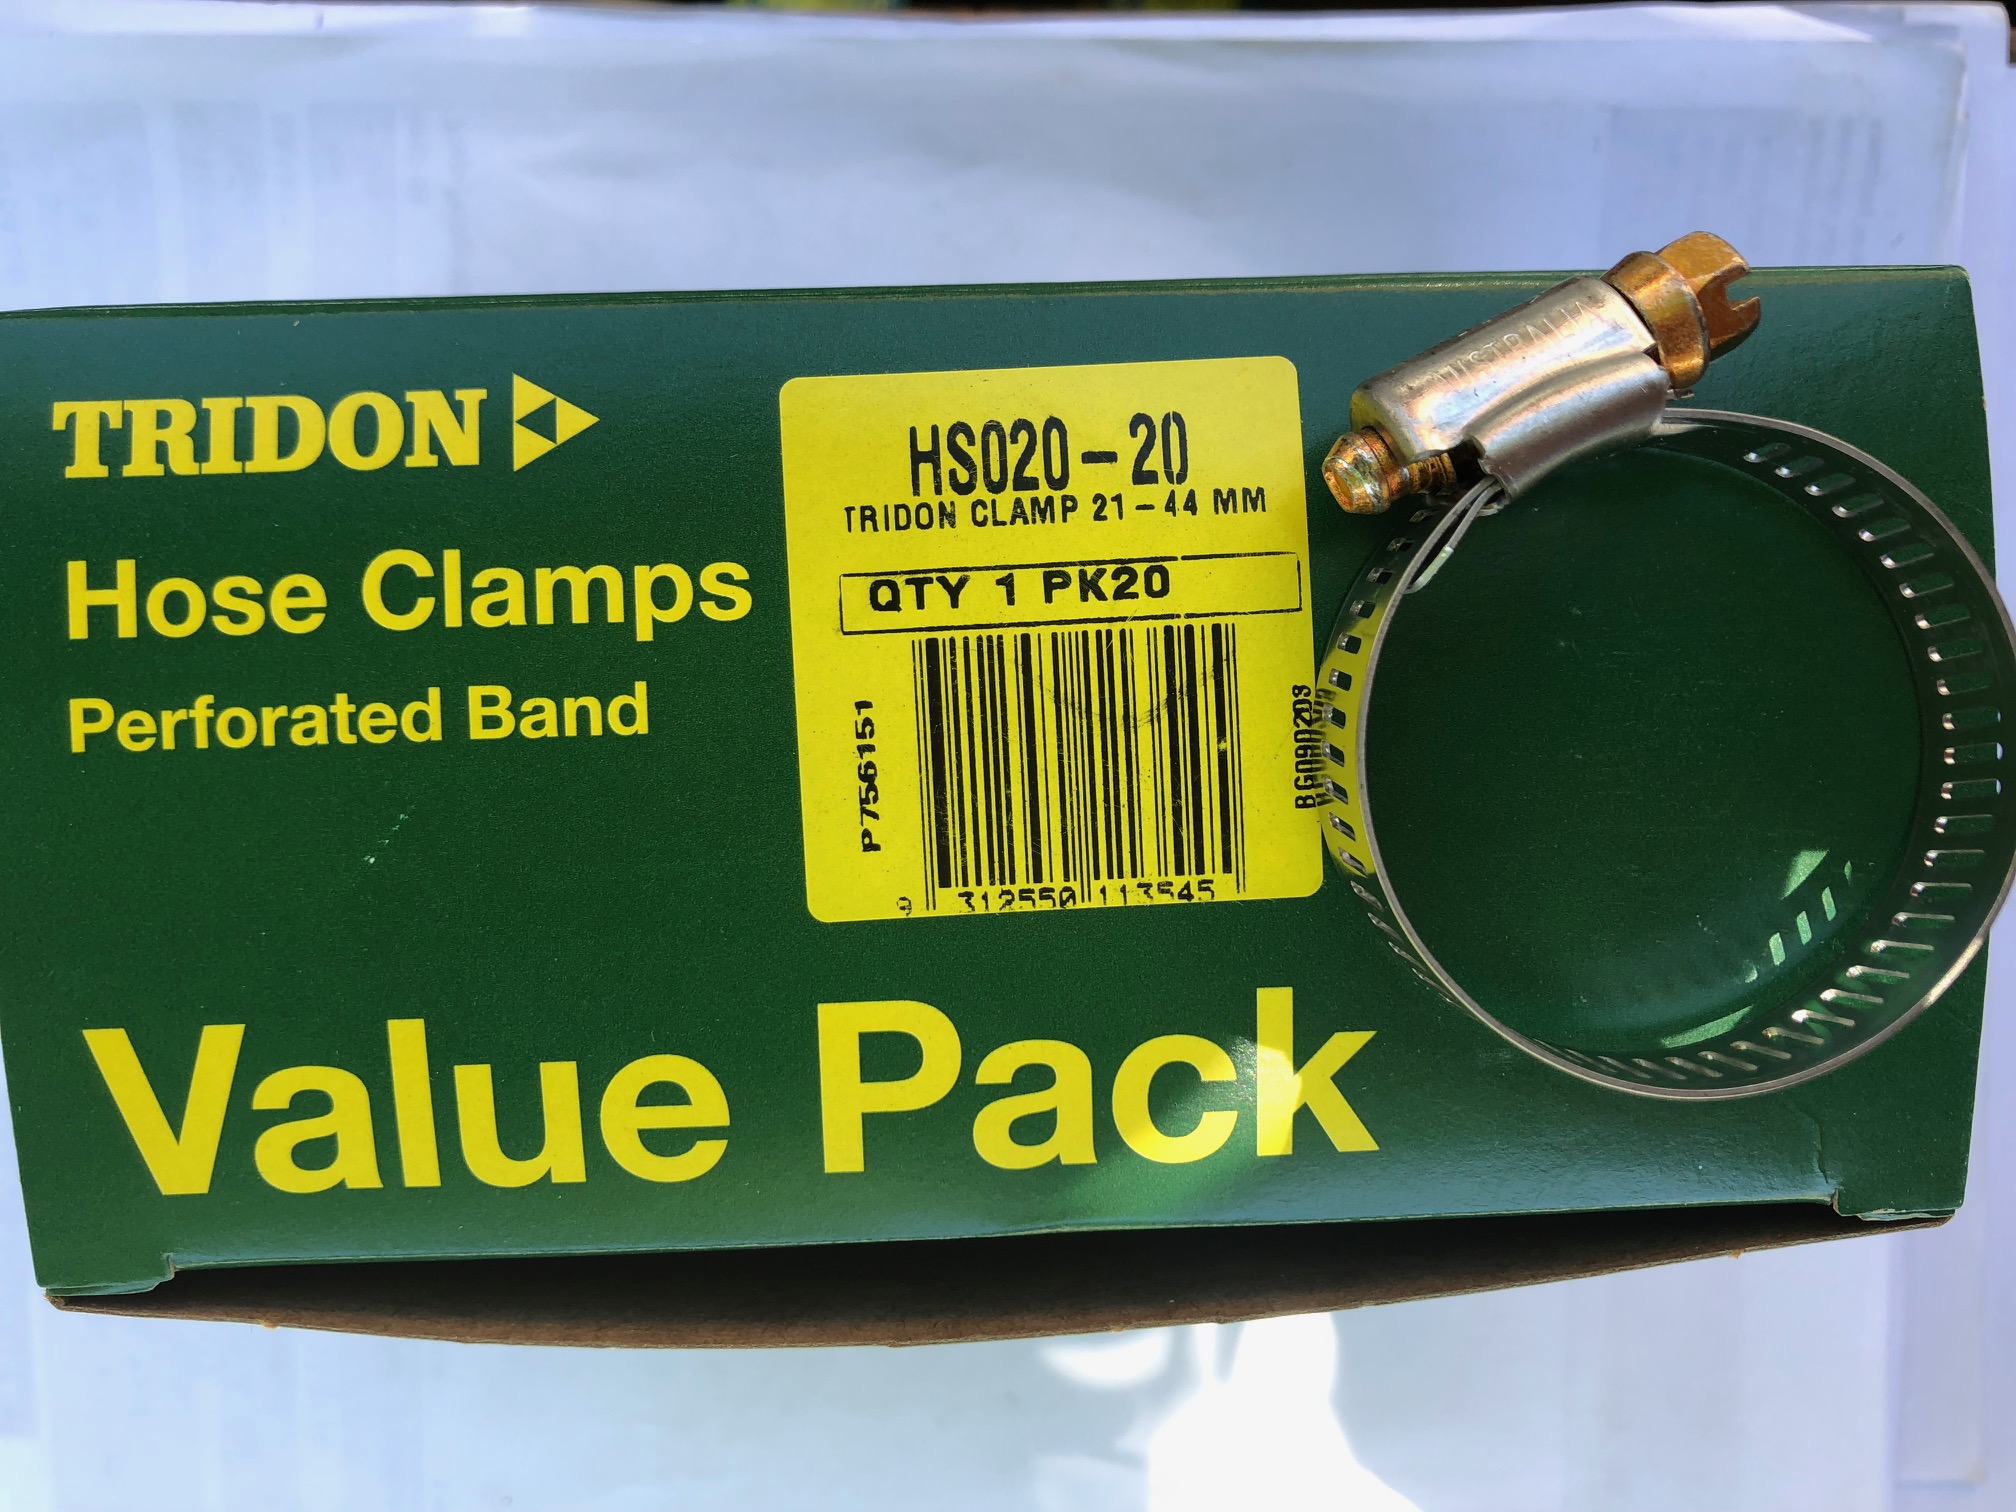 TRIDON
Hose Clamps
Perforated Band
HS020-20
TRIDON CLAMP 21-44 MM
QTY 1 PK20
P756151
9 312550 113545
AUSTRALIA
Value Pack